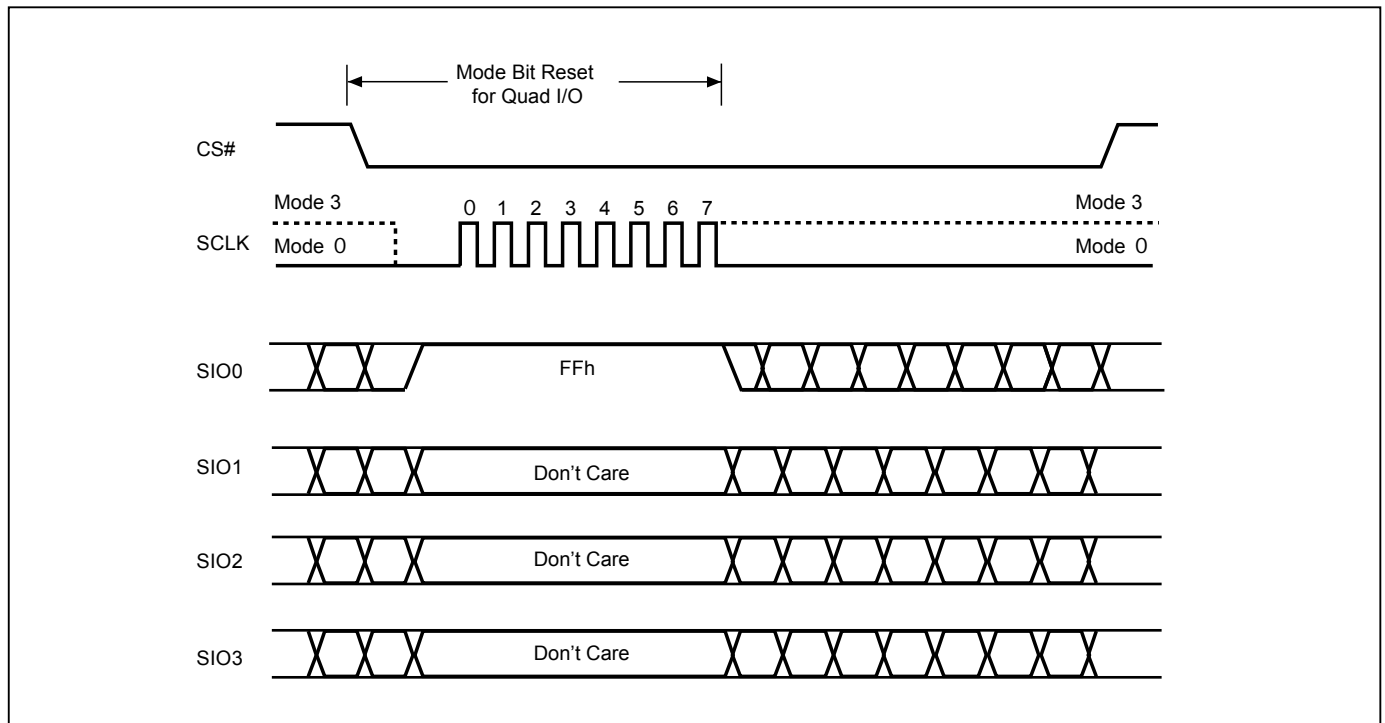 Mode Bit Reset
for Quad I/O
CS#
Mode 3
0 1 2 3 4 5 6 7
Mode 3
SCLK
Mode 0
Mode 0
SIO0
FFh
SIO1
Don't Care
SIO2
Don't Care
SIO3
Don't Care